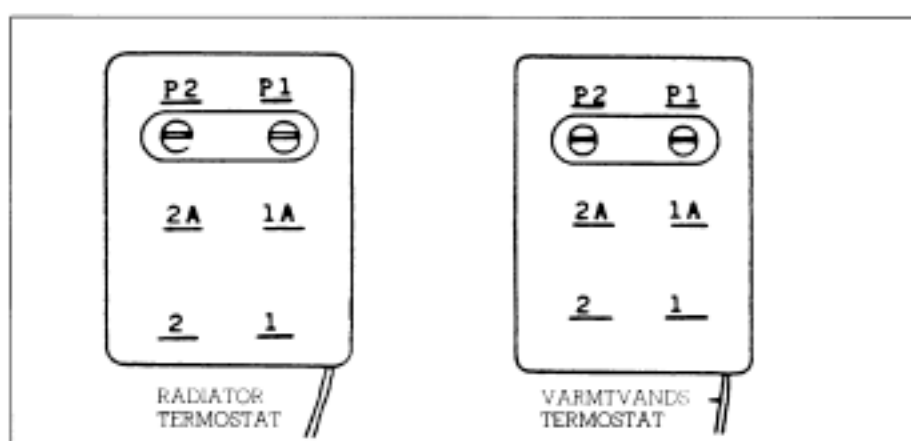 P2 P1
2A 1A
2 1
RADIATOR
TERMOSTAT
P2 P1
2A 1A
2 1
VARMTVANDS
TERMOSTAT